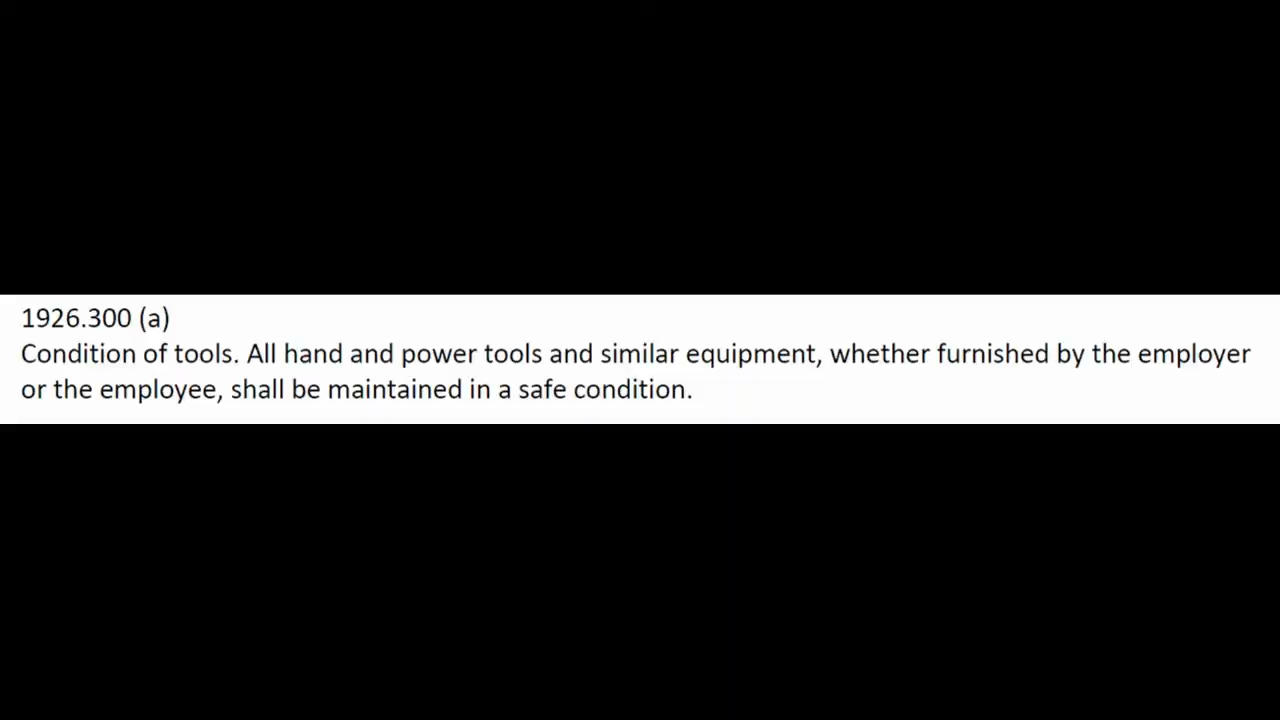 1926.300 (a)
Condition of tools. All hand and power tools and similar equipment, whether furnished by the employer
or the employee, shall be maintained in a safe condition.